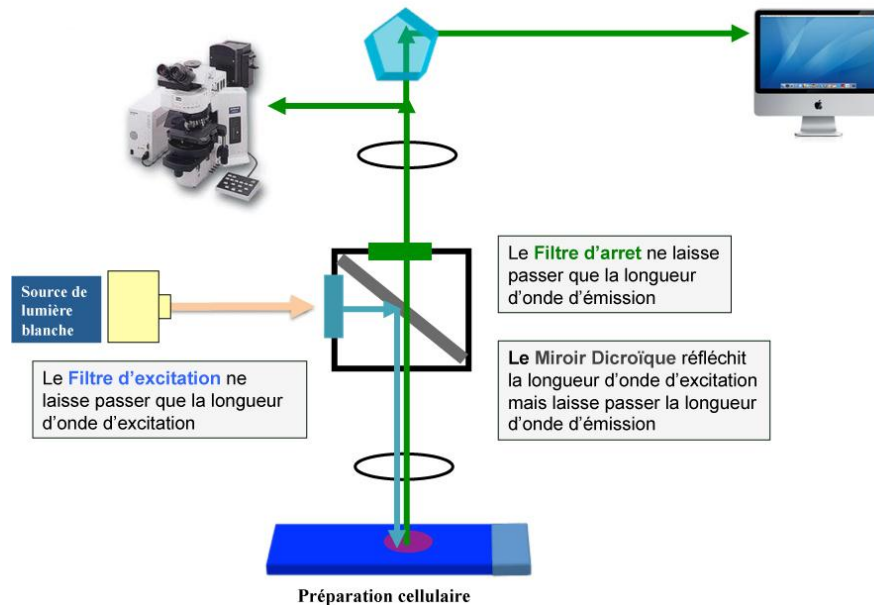 Le Filtre d'arret ne laisse
passer que la longueur
d'onde d'émission
Source de
lumière
blanche
Le Miroir Dicroïque réfléchit
la longueur d'onde d'excitation
mais laisse passer la longueur
d'onde d'émission
Le Filtre d'excitation ne
laisse passer que la longueur
d'onde d'excitation
Préparation cellulaire